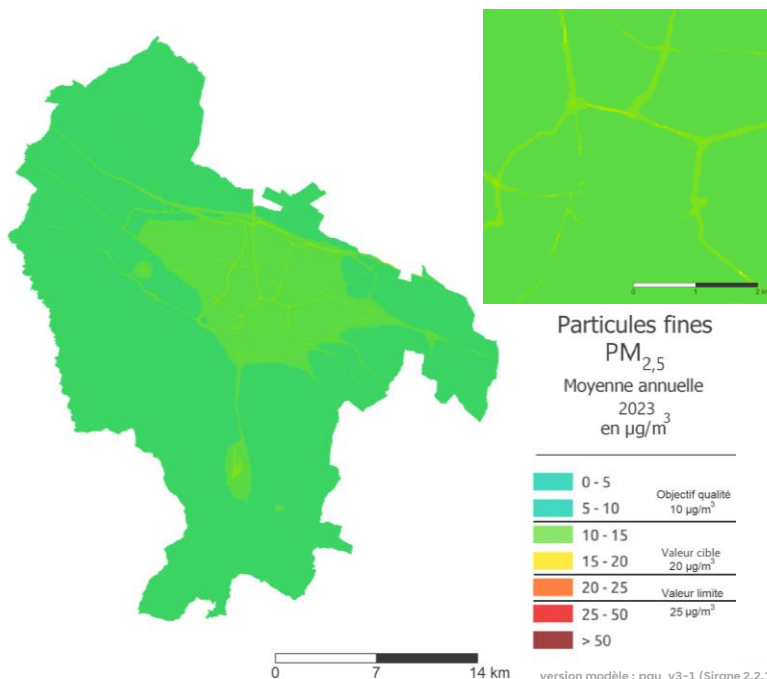 0 1 2 k
Particules fines
PM2,5
Moyenne annuelle
2023
en µg/m3
0 - 5
5 - 10
Objectif qualité
10 µg/m3
10 - 15
15 - 20
Valeur cible
20 µg/m3
20 - 25
Valeur limite
25 - 50
25 µg/m3
> 50
0 7 14 km
version modèle : pqu_v3-1 (Sirane 2.2.